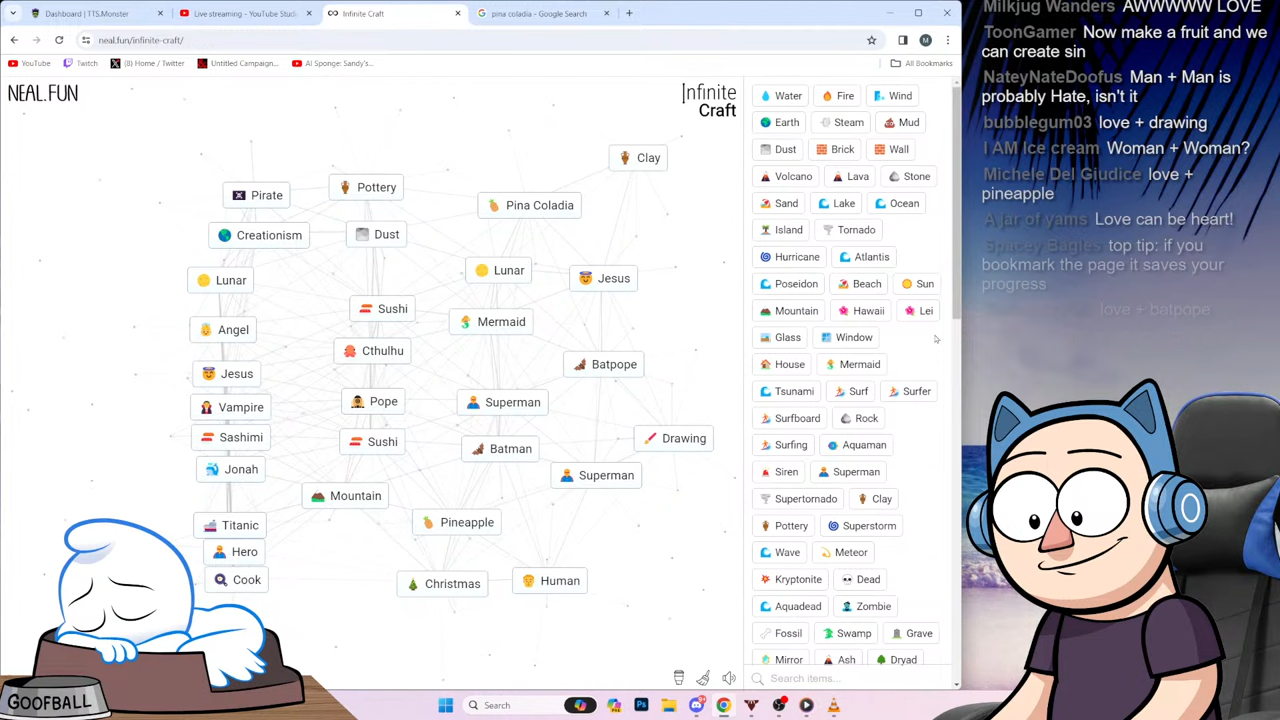 Dashboard | TTS.Monster
Live streaming - YouTube Studi
Infinite Craft
pina coladia - Google Search
neal.fun/infinite-craft/
YouTube
Twitch
(8) Home / Twitter
Untitled Campaign...
AI Sponge: Sandy's...
All Bookmarks
NEAL.FUN
Infinite
Craft
Clay
Pirate
Pottery
Pina Coladia
Creationism
Dust
Lunar
Lunar
Jesus
Sushi
Mermaid
Angel
Cthulhu
Batpope
Jesus
Pope
Superman
Vampire
Sashimi
Sushi
Batman
Drawing
Jonah
Superman
Mountain
Titanic
Pineapple
Hero
Cook
Christmas
Human
Water Fire Wind
Earth Steam Mud
Dust Brick Wall
Volcano Lava Stone
Sand Lake Ocean
Island Tornado
Hurricane Atlantis
Poseidon Beach Sun
Mountain Hawaii Lei
Glass Window
House Mermaid
Tsunami Surf Surfer
Surfboard Rock
Surfing Aquaman
Siren Superman
Supertornado Clay
Pottery Superstorm
Wave Meteor
Kryptonite Dead
Aquadead Zombie
Fossil Swamp Grave
Mirror Ash Dryad
Search items...
Search
GOOFBALL
Milkjug Wanders AWWWWW LOVE
ToonGamer Now make a fruit and we
can create sin
NateyNateDoofus Man + Man is
probably Hate, isn't it
bubblegum03 love + drawing
I AM Ice cream Woman + Woman?
Michele Del Giudice love +
pineapple
A jar of yams Love can be heart!
Spacey Bagles top tip: if you
bookmark the page it saves your
progress
love + batpope